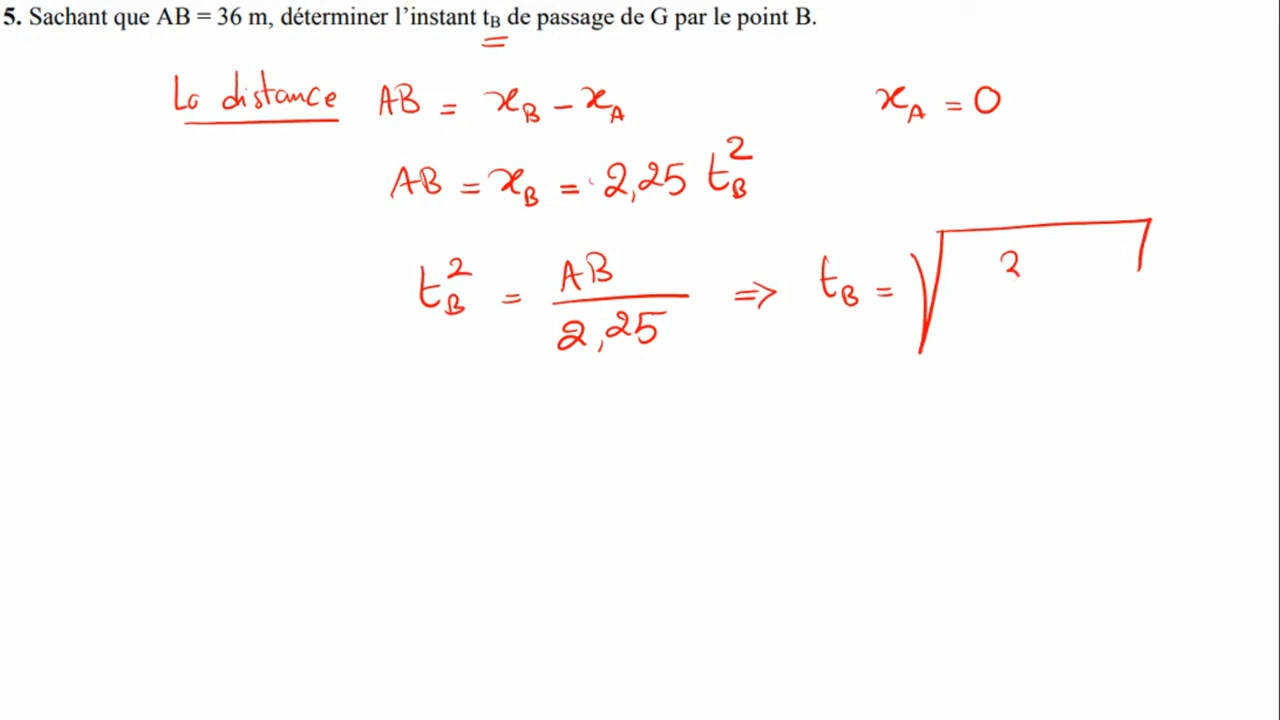 5. Sachant que AB = 36 m, déterminer l'instant tB de passage de G par le point B.
La distance AB = xB - xA xA = 0
AB = xB = 2,25 tB²
tB² = AB / 2,25 => tB = √3